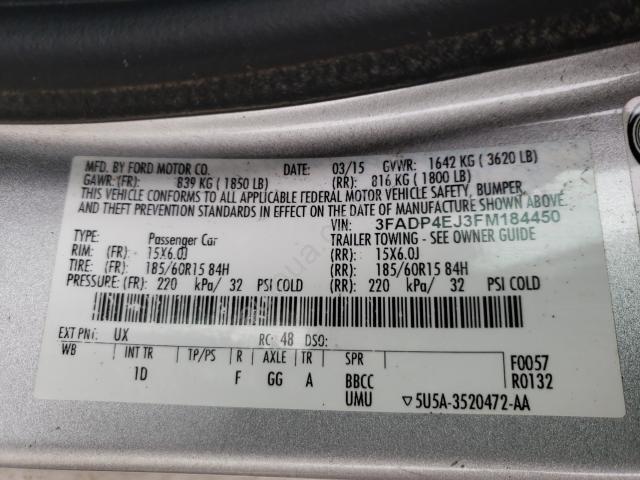 MFD. BY FORD MOTOR CO. DATE: 03/15 GVWR: 1642 KG ( 3620 LB)
GAWR: (FR): 839 KG ( 1850 LB) (RR): 816 KG ( 1800 LB)
THIS VEHICLE CONFORMS TO ALL APPLICABLE FEDERAL MOTOR VEHICLE SAFETY, BUMPER,
AND THEFT PREVENTION STANDARDS IN EFFECT ON THE DATE OF MANUFACTURE SHOWN ABOVE.
VIN: 3FADP4EJ3FM184450
TYPE: Passenger Car TRAILER TOWING - SEE OWNER GUIDE
RIM: (FR): 15X6.0J (RR): 15X6.0J
TIRE: (FR): 185/60R15 84H (RR): 185/60R15 84H
PRESSURE: (FR): 220 kPa/ 32 PSI COLD (RR): 220 kPa/ 32 PSI COLD
EXT PNT: UX RC: 48 DSO:
WB INT TR TP/PS R AXLE TR SPR F0057
1D F GG A BBCC R0132
UMU ▽5U5A-3520472-AA